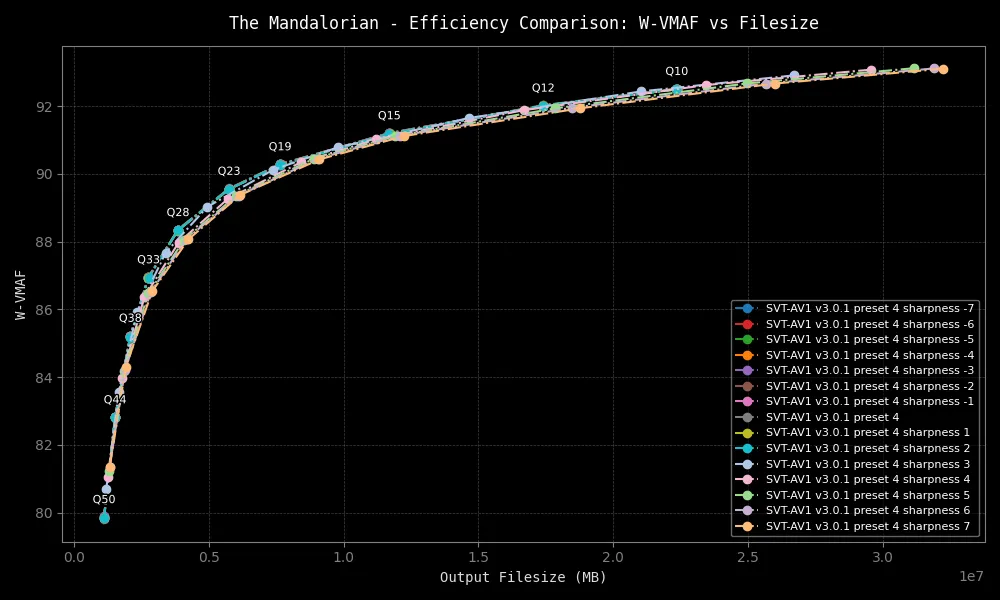 The Mandalorian - Efficiency Comparison: W-VMAF vs Filesize
W-VMAF
92
90
88
86
84
82
80
Q10
Q12
Q15
Q19
Q23
Q28
Q33
Q38
Q44
Q50
SVT-AV1 v3.0.1 preset 4 sharpness -7
SVT-AV1 v3.0.1 preset 4 sharpness -6
SVT-AV1 v3.0.1 preset 4 sharpness -5
SVT-AV1 v3.0.1 preset 4 sharpness -4
SVT-AV1 v3.0.1 preset 4 sharpness -3
SVT-AV1 v3.0.1 preset 4 sharpness -2
SVT-AV1 v3.0.1 preset 4 sharpness -1
SVT-AV1 v3.0.1 preset 4
SVT-AV1 v3.0.1 preset 4 sharpness 1
SVT-AV1 v3.0.1 preset 4 sharpness 2
SVT-AV1 v3.0.1 preset 4 sharpness 3
SVT-AV1 v3.0.1 preset 4 sharpness 4
SVT-AV1 v3.0.1 preset 4 sharpness 5
SVT-AV1 v3.0.1 preset 4 sharpness 6
SVT-AV1 v3.0.1 preset 4 sharpness 7
0.0 0.5 1.0 1.5 2.0 2.5 3.0
1e7
Output Filesize (MB)